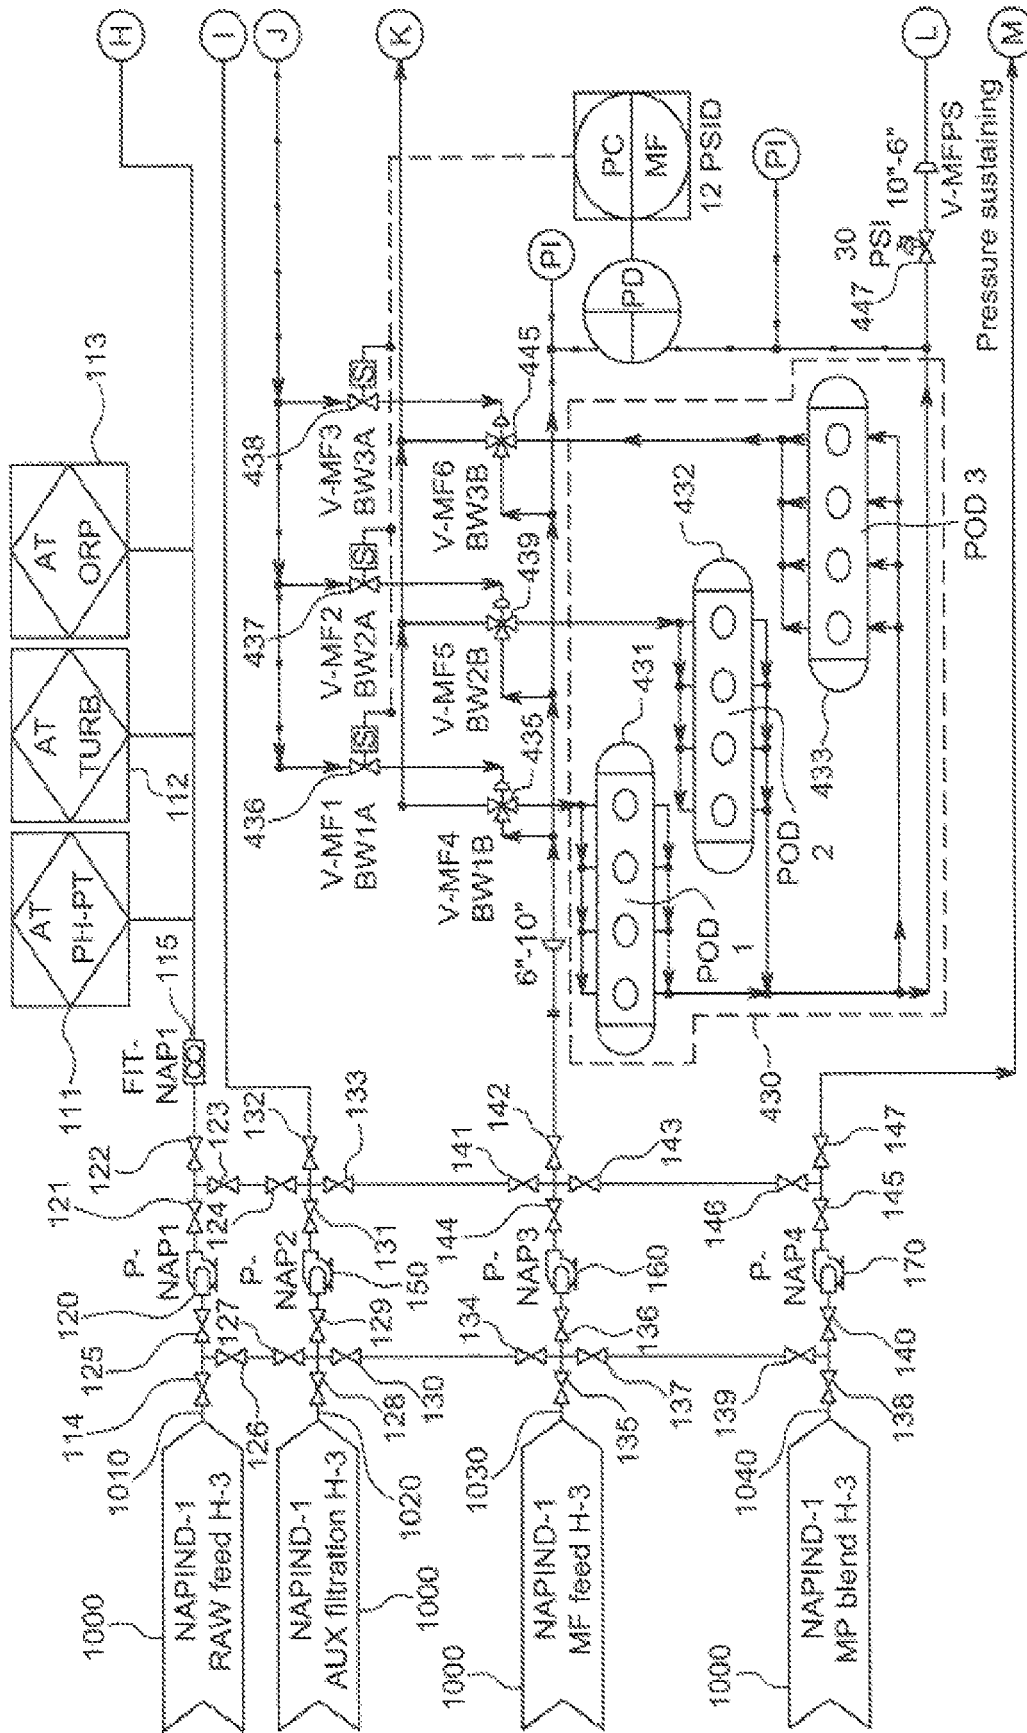 H
I
J
K
L
M
AT
PH-PT
111
AT
TURB
112
AT
ORP
113
FIT-
NAP1
115
NAPIND-1
RAW feed H-3
1000
1010
114
125
120
P-
NAP1
121
122
123
124
126
127
NAPIND-1
AUX filtration H-3
1000
1020
128
129
130
P-
NAP2
150
131
132
133
NAPIND-1
MF feed H-3
1000
1030
134
135
136
137
P-
NAP3
160
144
141
142
143
NAPIND-1
MP blend H-3
1000
1040
138
139
140
P-
NAP4
170
145
146
147
436
V-MF1
BW1A
S
437
V-MF2
BW2A
S
438
V-MF3
BW3A
S
V-MF4
BW1B
435
V-MF5
BW2B
439
V-MF6
BW3B
445
6"-10"
PI
PD
PC
MF
12 PSID
PI
430
431
POD
1
432
POD
2
433
POD 3
447
30
PSI
10"-6"
V-MFPS
Pressure sustaining